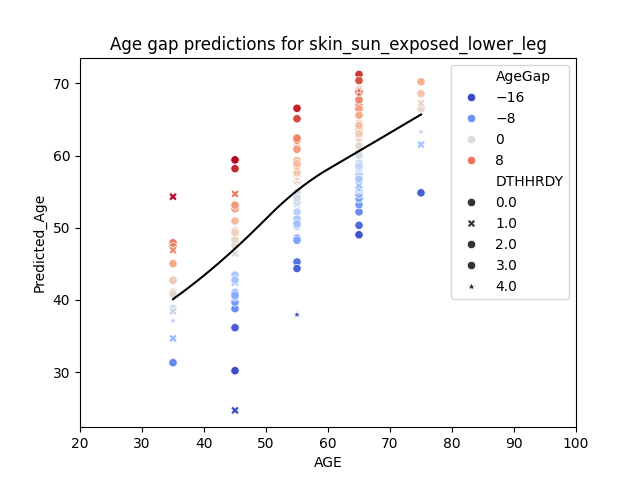 Age gap predictions for skin_sun_exposed_lower_leg
Predicted_Age
70
60
50
40
30
20 30 40 50 60 70 80 90 100
AGE
AgeGap
−16
−8
0
8
DTHHRDY
0.0
1.0
2.0
3.0
4.0